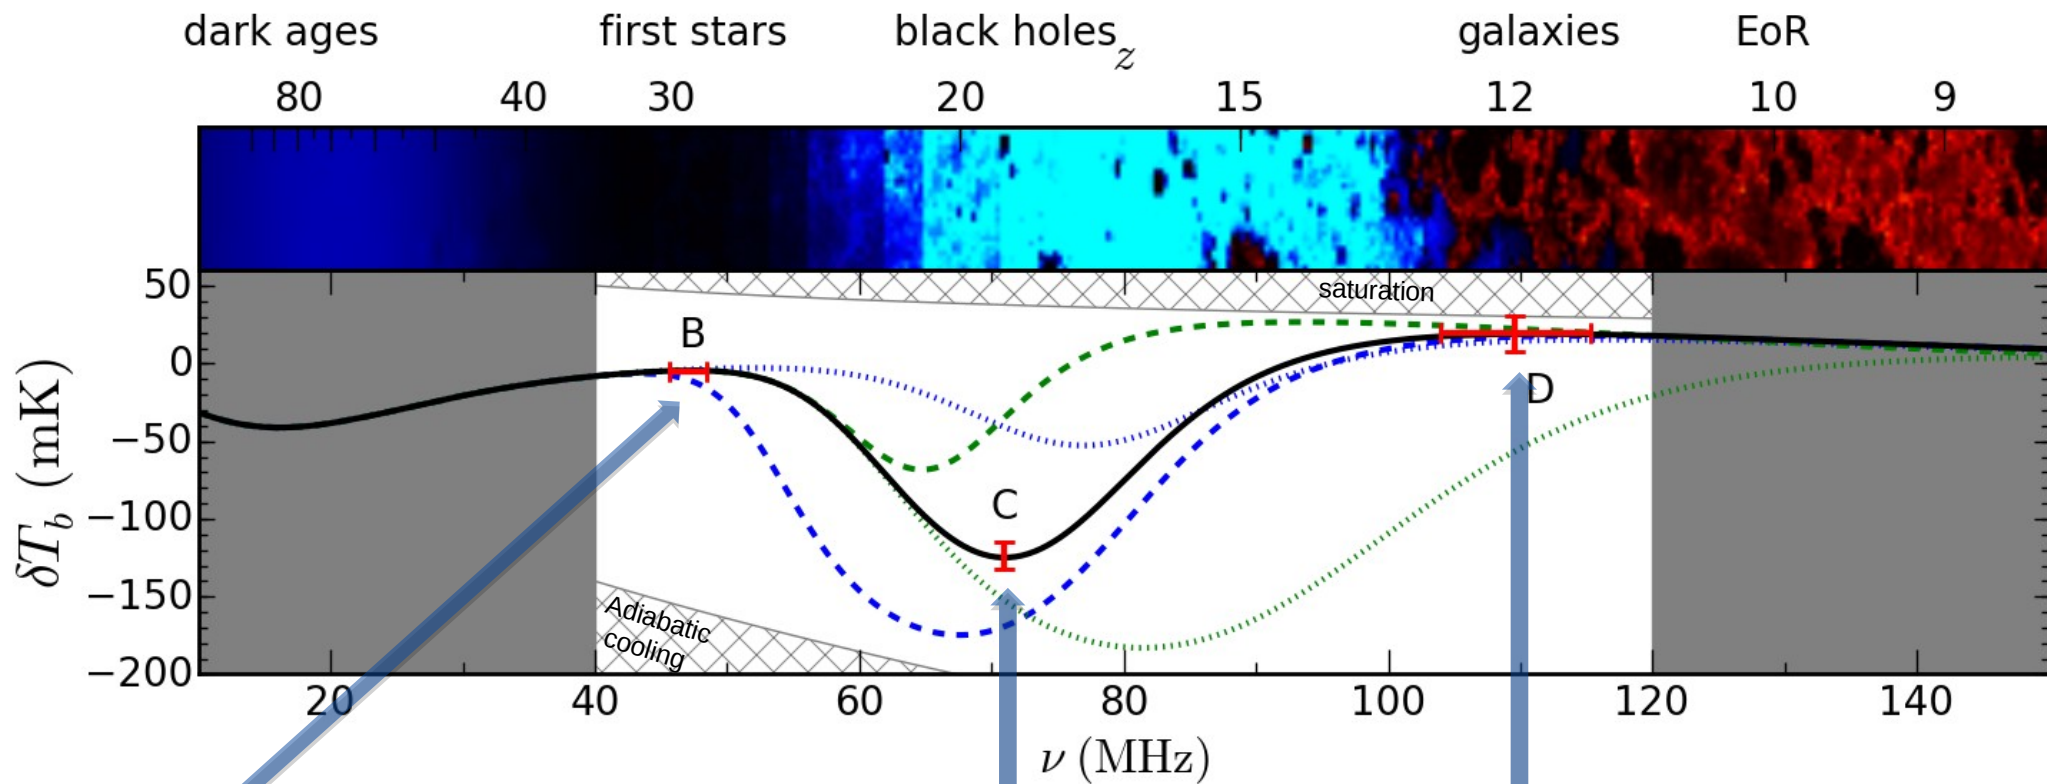 dark ages first stars black holes galaxies EoR
z
80 40 30 20 15 12 10 9
50
0
−50
−100
−150
−200
δT_b (mK)
saturation
B
C
D
Adiabatic
cooling
20 40 60 80 100 120 140
ν (MHz)